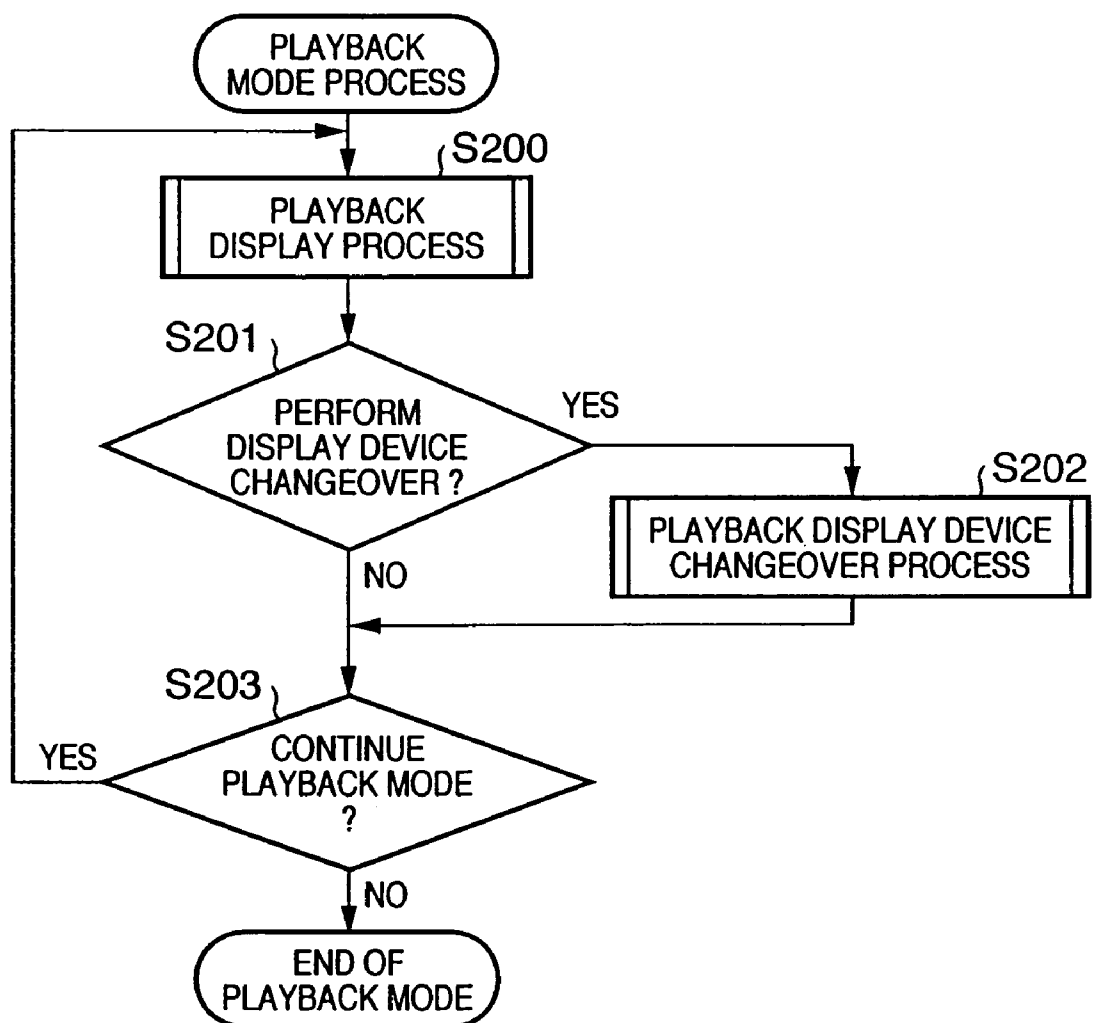 PLAYBACK
MODE PROCESS
S200
PLAYBACK
DISPLAY PROCESS
S201
PERFORM
DISPLAY DEVICE
CHANGEOVER ?
YES
S202
PLAYBACK DISPLAY DEVICE
CHANGEOVER PROCESS
NO
S203
CONTINUE
PLAYBACK MODE
?
YES
NO
END OF
PLAYBACK MODE